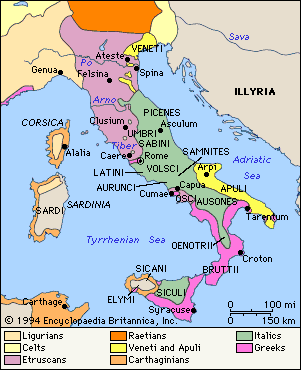 Sava
VENETI
Ateste
Po
Spina
Genua
Felsina
ILLYRIA
Arno
PICENES
CORSICA
Clusium
Asculum
UMBRI
SABINI
Alalia
Tiber
SAMNITES
Adriatic
Sea
Caere
Rome
VOLSCI
Arpi
LATINI
AURUNCI
Capua
APULI
Cumae
OSCI
AUSONES
SARDI
SARDINIA
Tarentum
Tyrrhenian Sea
OENOTRII
Croton
BRUTTII
SICANI
Carthage
ELYMI
SICULI
Syracuse
0 100 mi
0 150 km
© 1994 Encyclopaedia Britannica, Inc.
Ligurians
Raetians
Italics
Celts
Veneti and Apuli
Greeks
Etruscans
Carthaginians